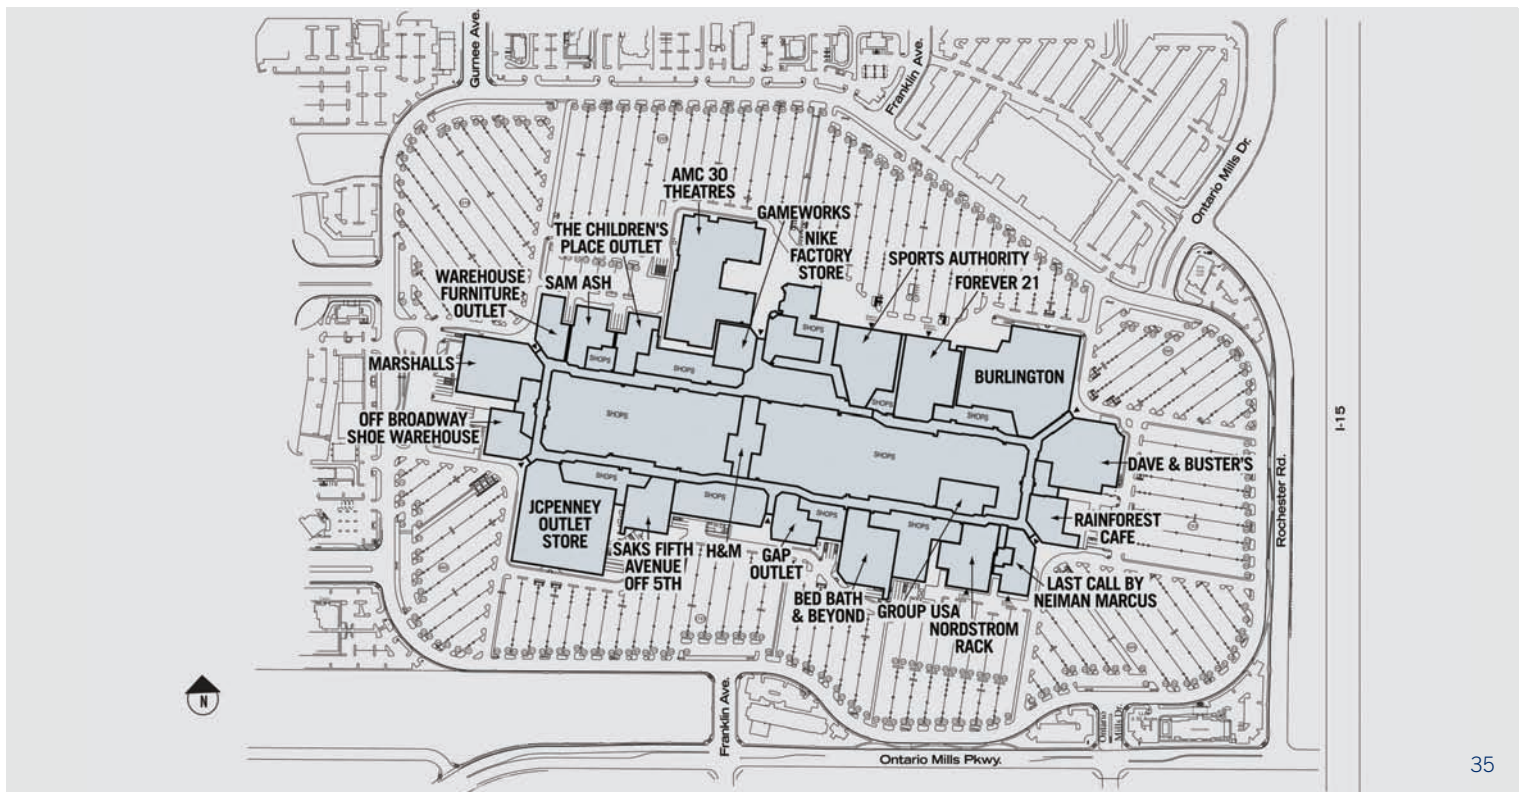 Gurnee Ave.
Franklin Ave.
Ontario Mills Dr.
AMC 30
THEATRES
GAMEWORKS
THE CHILDREN'S
PLACE OUTLET
NIKE
FACTORY
STORE
SPORTS AUTHORITY
FOREVER 21
WAREHOUSE
FURNITURE
OUTLET
SAM ASH
SHOPS
SHOPS
SHOPS
MARSHALLS
BURLINGTON
SHOPS
SHOPS
SHOPS
SHOPS
I-15
OFF BROADWAY
SHOE WAREHOUSE
DAVE & BUSTER'S
Rochester Rd.
SHOPS
SHOPS
SHOPS
SHOPS
JCPENNEY
OUTLET
STORE
RAINFOREST
CAFE
SAKS FIFTH
AVENUE
OFF 5TH
H&M
GAP
OUTLET
BED BATH
& BEYOND
GROUP USA
NORDSTROM
RACK
LAST CALL BY
NEIMAN MARCUS
N
Franklin Ave.
Ontario
Mills Dr.
Ontario Mills Pkwy.
35